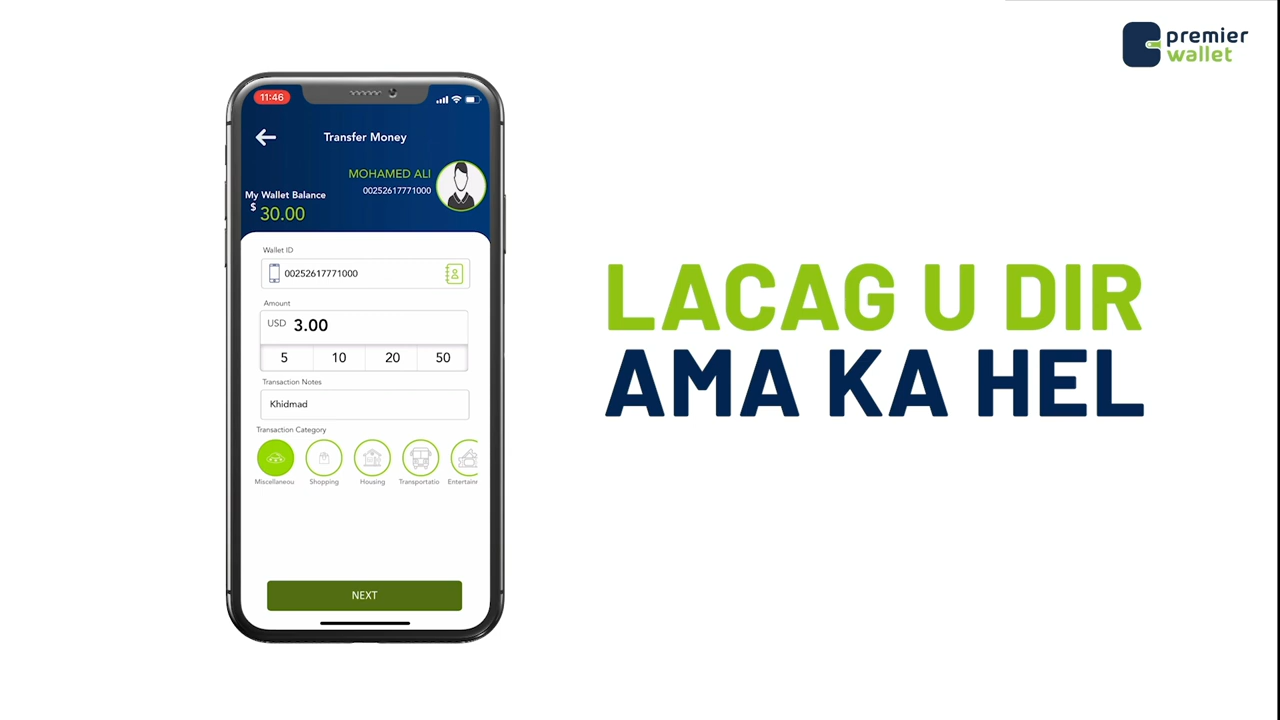 premier
wallet
11:46
Transfer Money
MOHAMED ALI
00252617771000
My Wallet Balance
$ 30.00
Wallet ID
00252617771000
Amount
USD 3.00
5 10 20 50
Transaction Notes
Khidmad
Transaction Category
Miscellaneou Shopping Housing Transportatio Entertainr
NEXT
LACAG U DIR
AMA KA HEL